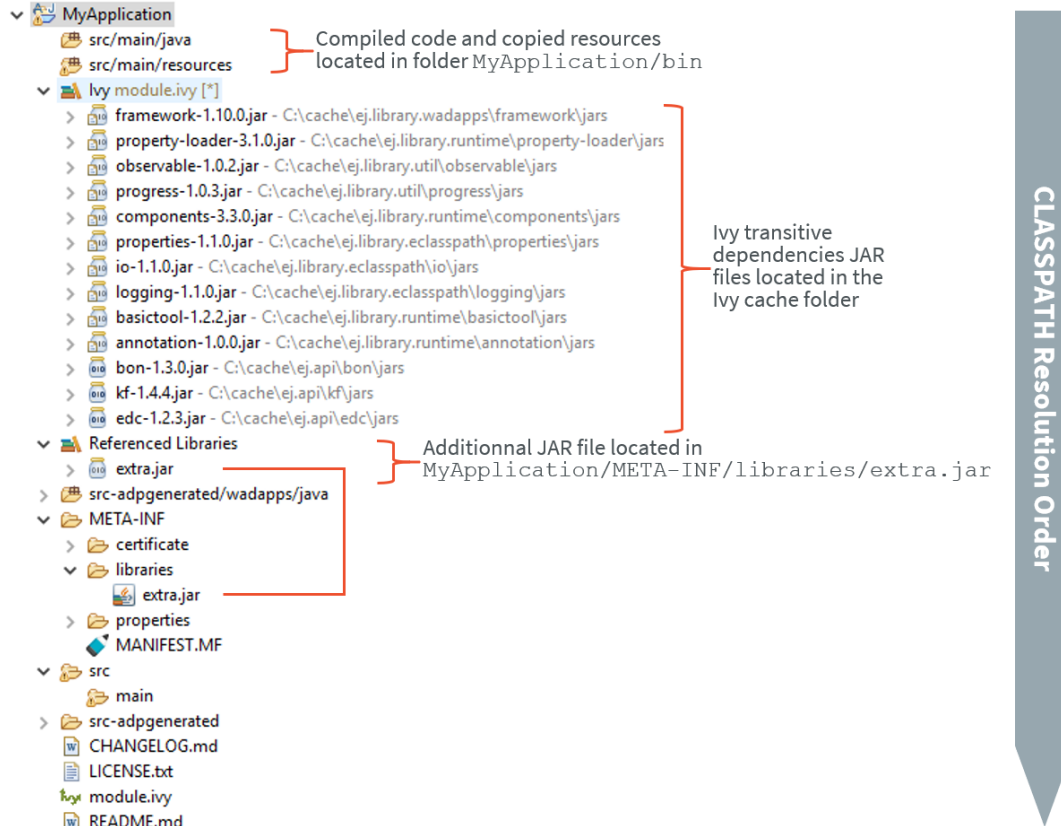 MyApplication
src/main/java
src/main/resources
Compiled code and copied resources
located in folder MyApplication/bin
Ivy module.ivy [*]
framework-1.10.0.jar - C:\cache\ej.library.wadapps\framework\jars
property-loader-3.1.0.jar - C:\cache\ej.library.runtime\property-loader\jars
observable-1.0.2.jar - C:\cache\ej.library.util\observable\jars
progress-1.0.3.jar - C:\cache\ej.library.util\progress\jars
components-3.3.0.jar - C:\cache\ej.library.runtime\components\jars
properties-1.1.0.jar - C:\cache\ej.library.eclasspath\properties\jars
io-1.1.0.jar - C:\cache\ej.library.eclasspath\io\jars
logging-1.1.0.jar - C:\cache\ej.library.eclasspath\logging\jars
basictool-1.2.2.jar - C:\cache\ej.library.runtime\basictool\jars
annotation-1.0.0.jar - C:\cache\ej.library.runtime\annotation\jars
bon-1.3.0.jar - C:\cache\ej.api\bon\jars
kf-1.4.4.jar - C:\cache\ej.api\kf\jars
edc-1.2.3.jar - C:\cache\ej.api\edc\jars
Ivy transitive
dependencies JAR
files located in the
Ivy cache folder
Referenced Libraries
extra.jar
Additionnal JAR file located in
MyApplication/META-INF/libraries/extra.jar
src-adpgenerated/wadapps/java
META-INF
certificate
libraries
extra.jar
properties
MANIFEST.MF
src
main
src-adpgenerated
CHANGELOG.md
LICENSE.txt
module.ivy
README.md
CLASSPATH Resolution Order